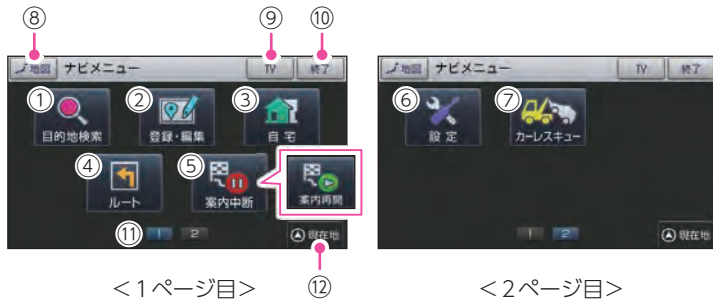 ⑧ ⑨ ⑩
地図 ナビメニュー TV 終了
地図 ナビメニュー TV 終了
① ② ③
目的地検索 登録・編集 自宅
⑥ ⑦
設定 カーレスキュー
④ ⑤
ルート 案内中断 案内再開
⑪ 1 2 現在地
1 2 現在地
<1ページ目> ⑫ <2ページ目>